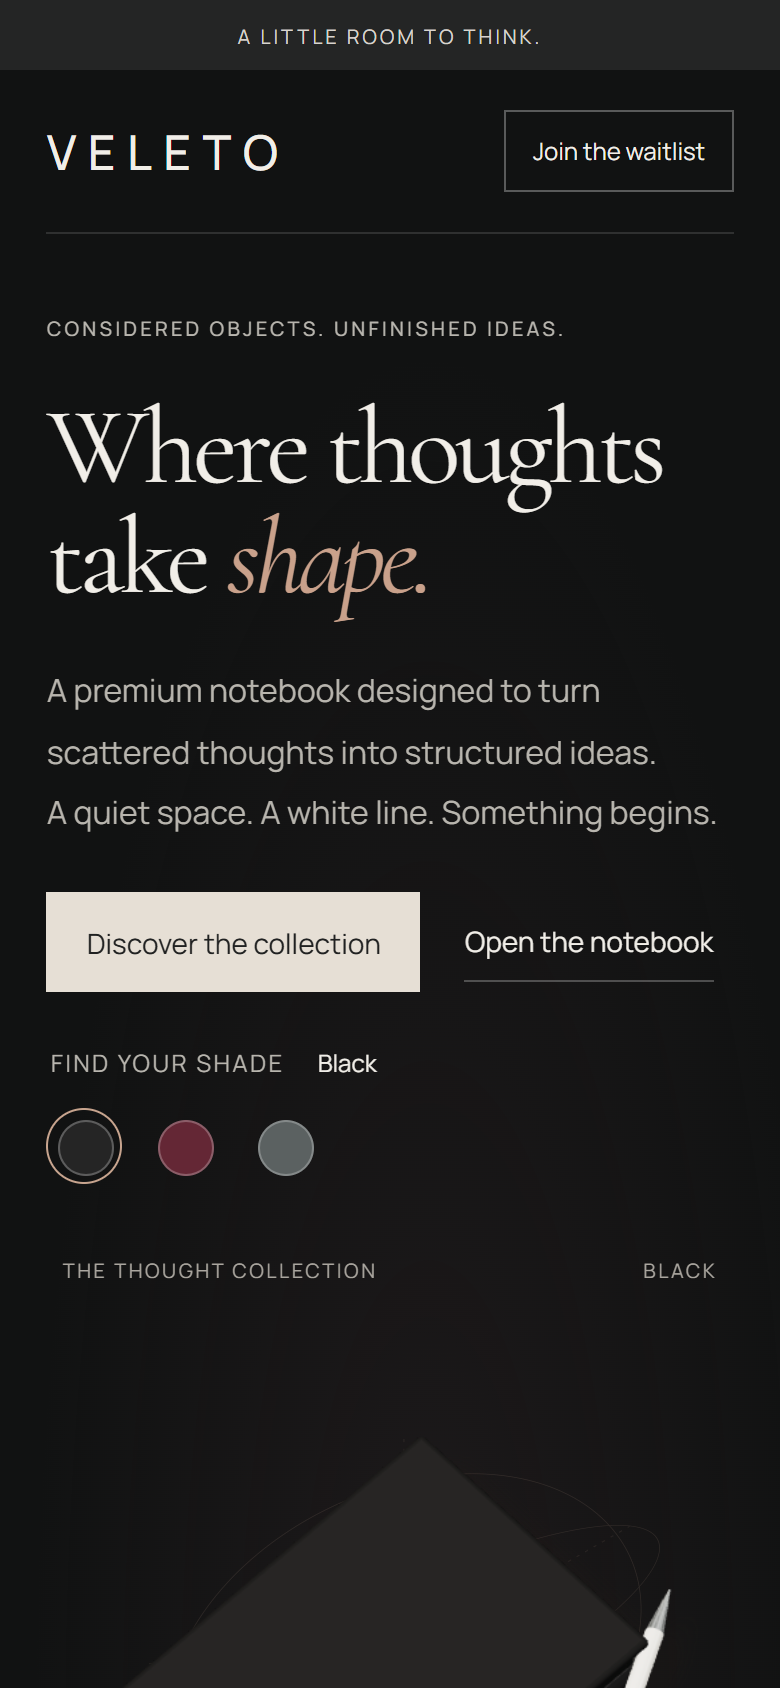 A LITTLE ROOM TO THINK.
VELETO
Join the waitlist
CONSIDERED OBJECTS. UNFINISHED IDEAS.
Where thoughts
take shape.
A premium notebook designed to turn
scattered thoughts into structured ideas.
A quiet space. A white line. Something begins.
Discover the collection
Open the notebook
FIND YOUR SHADE Black
THE THOUGHT COLLECTION
BLACK